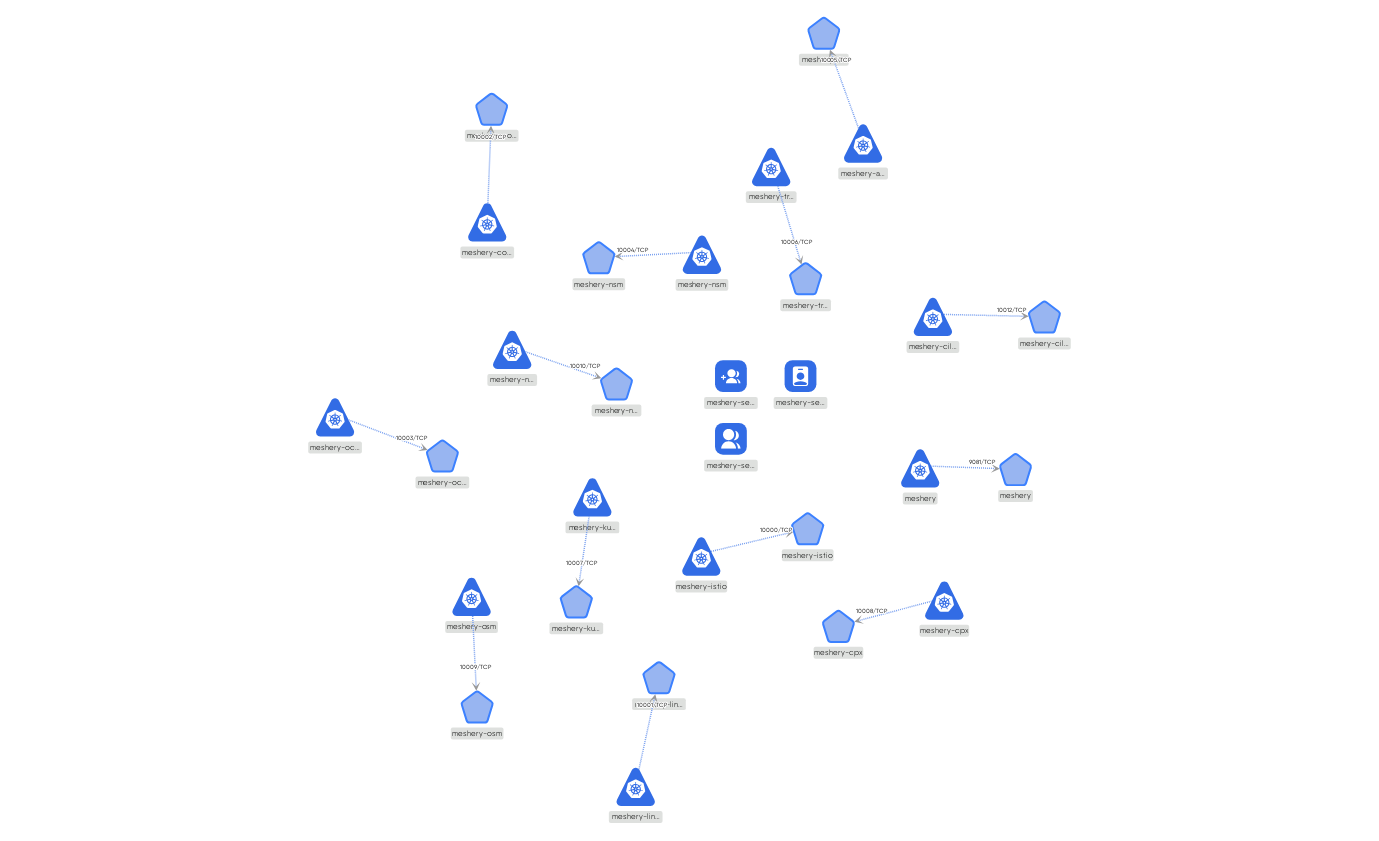 10005/TCP
10002/TCP
meshery-a...
meshery-tr...
10006/TCP
meshery-co...
10004/TCP
meshery-nsm
meshery-nsm
meshery-tr...
10012/TCP
meshery-cil...
meshery-cil...
10010/TCP
meshery-n...
meshery-n...
meshery-se...
meshery-se...
10003/TCP
meshery-oc...
meshery-oc...
meshery-se...
9081/TCP
meshery
meshery
meshery-ku...
10000/TCP
meshery-istio
meshery-istio
10007/TCP
10008/TCP
meshery-osm
meshery-ku...
meshery-cpx
meshery-cpx
10009/TCP
10001/TCP
meshery-osm
meshery-lin...